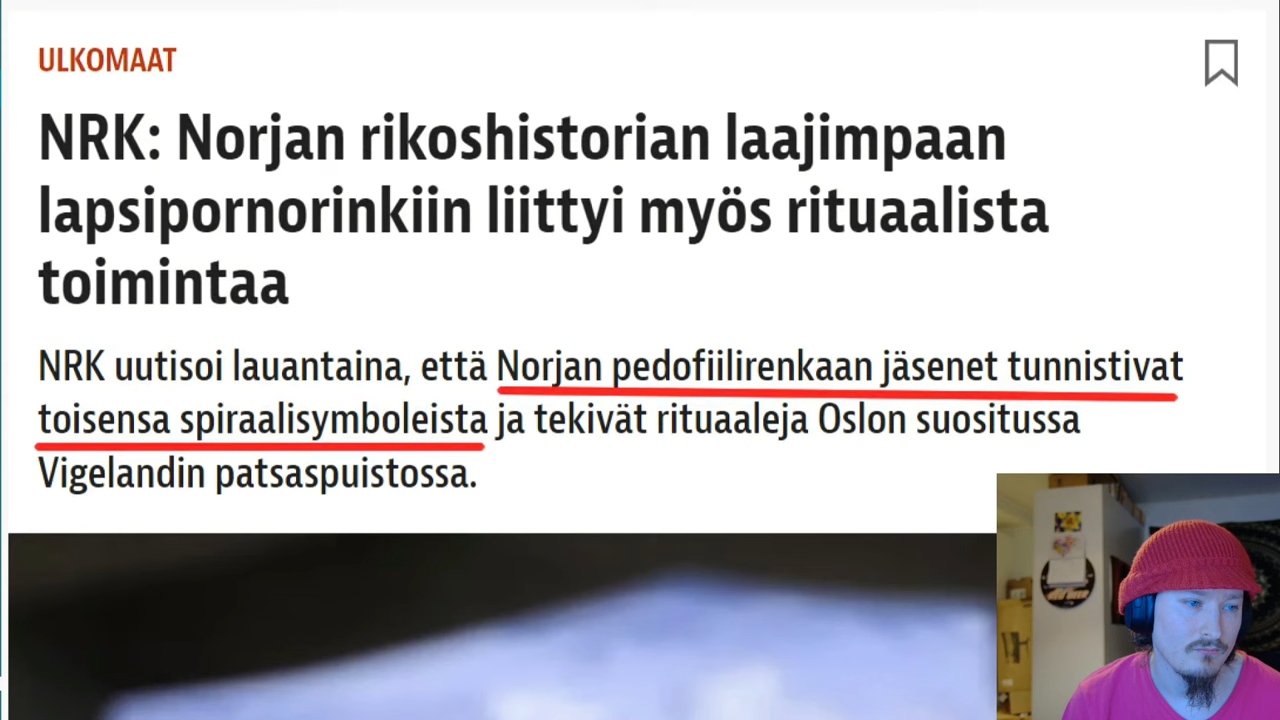 ULKOMAAT
NRK: Norjan rikoshistorian laajimpaan
lapsipornorinkiin liittyi myös rituaalista
toimintaa
NRK uutisoi lauantaina, että Norjan pedofiilirenkaan jäsenet tunnistivat
toisensa spiraalisymboleista ja tekivät rituaaleja Oslon suositussa
Vigelandin patsaspuistossa.